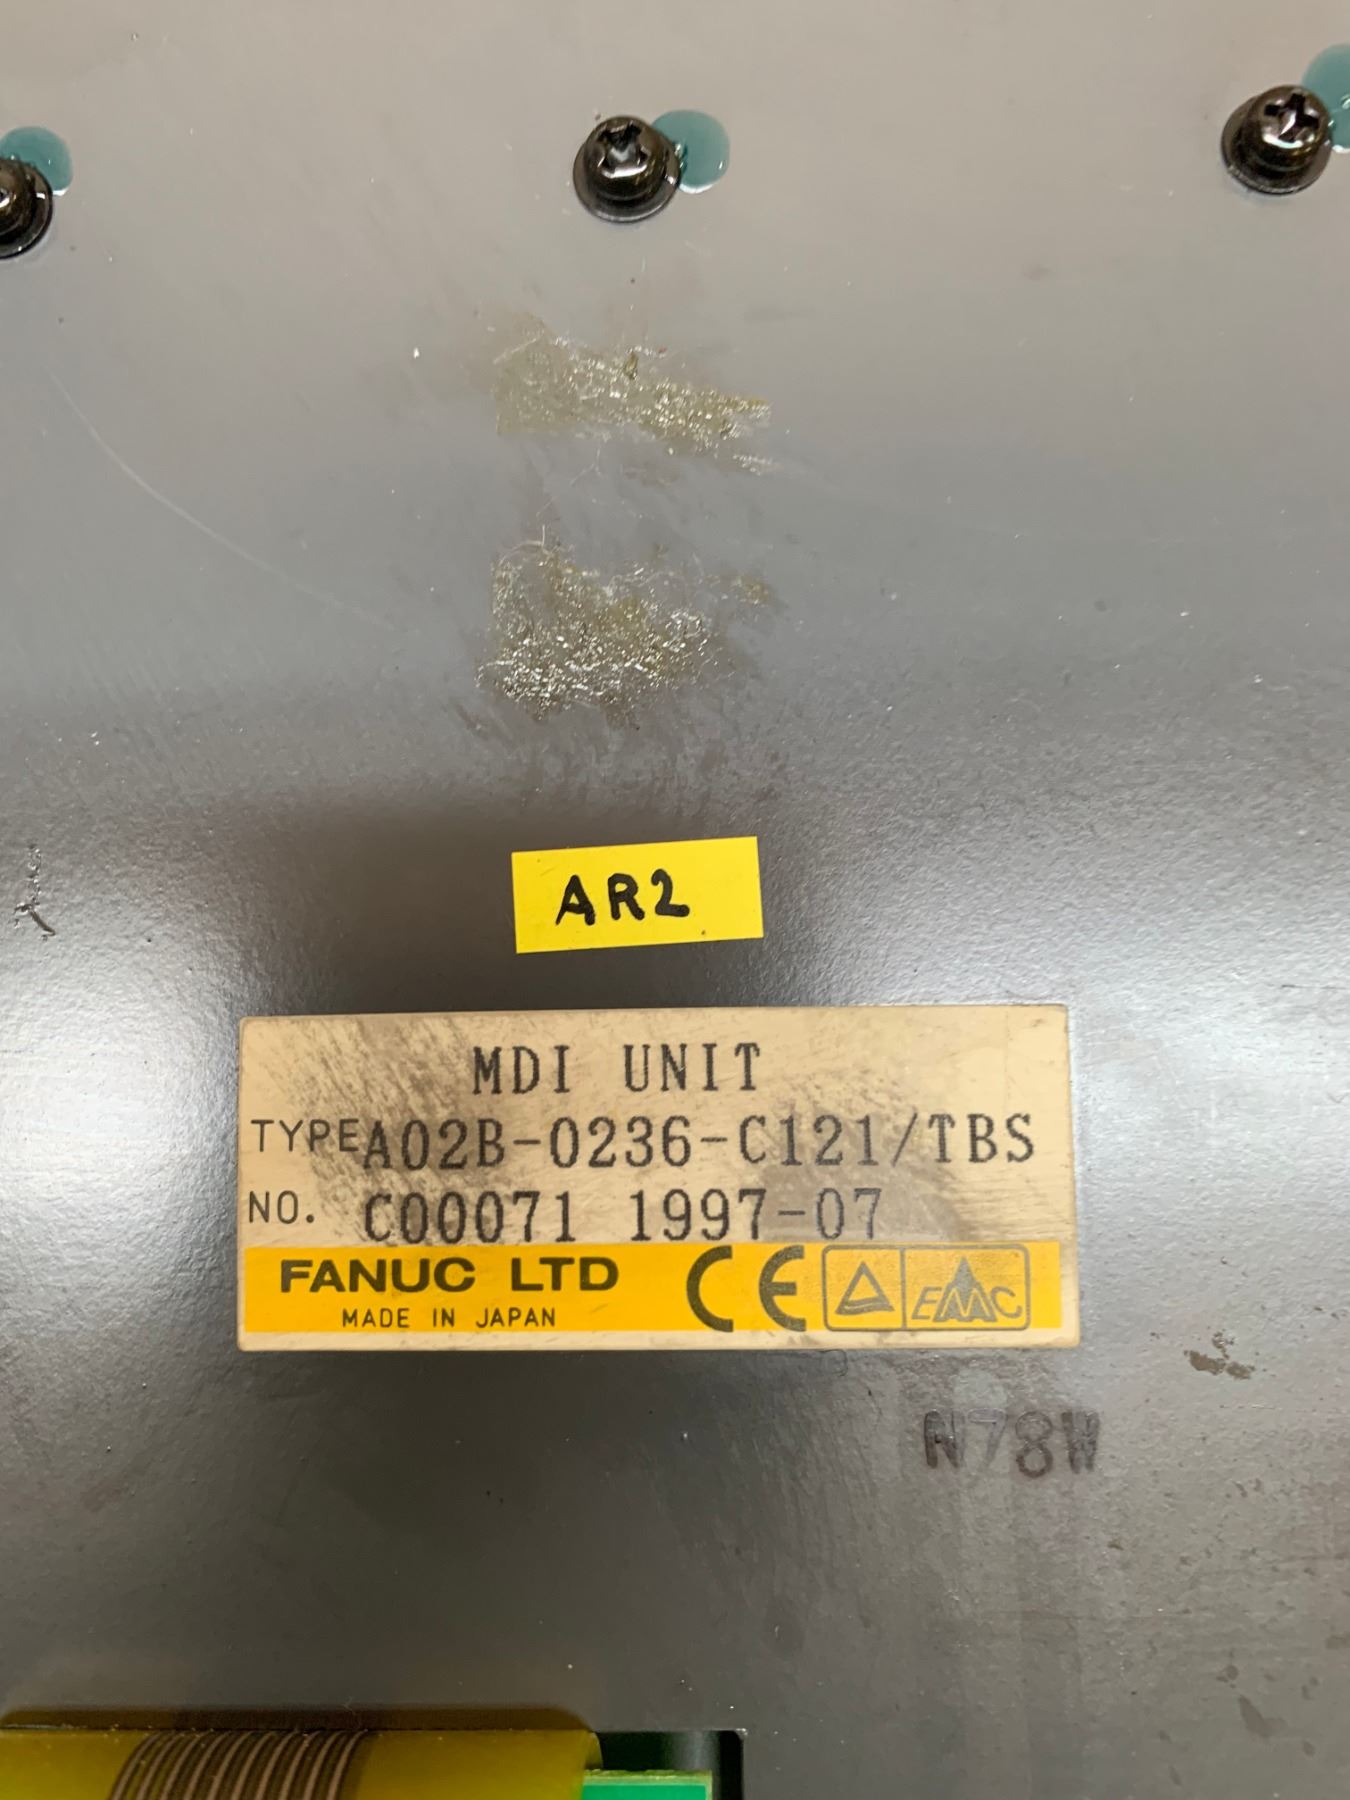 AR2
MDI UNIT
TYPE A02B-0236-C121/TBS
NO. C00071 1997-07
FANUC LTD
MADE IN JAPAN
CE
EMC
N78W